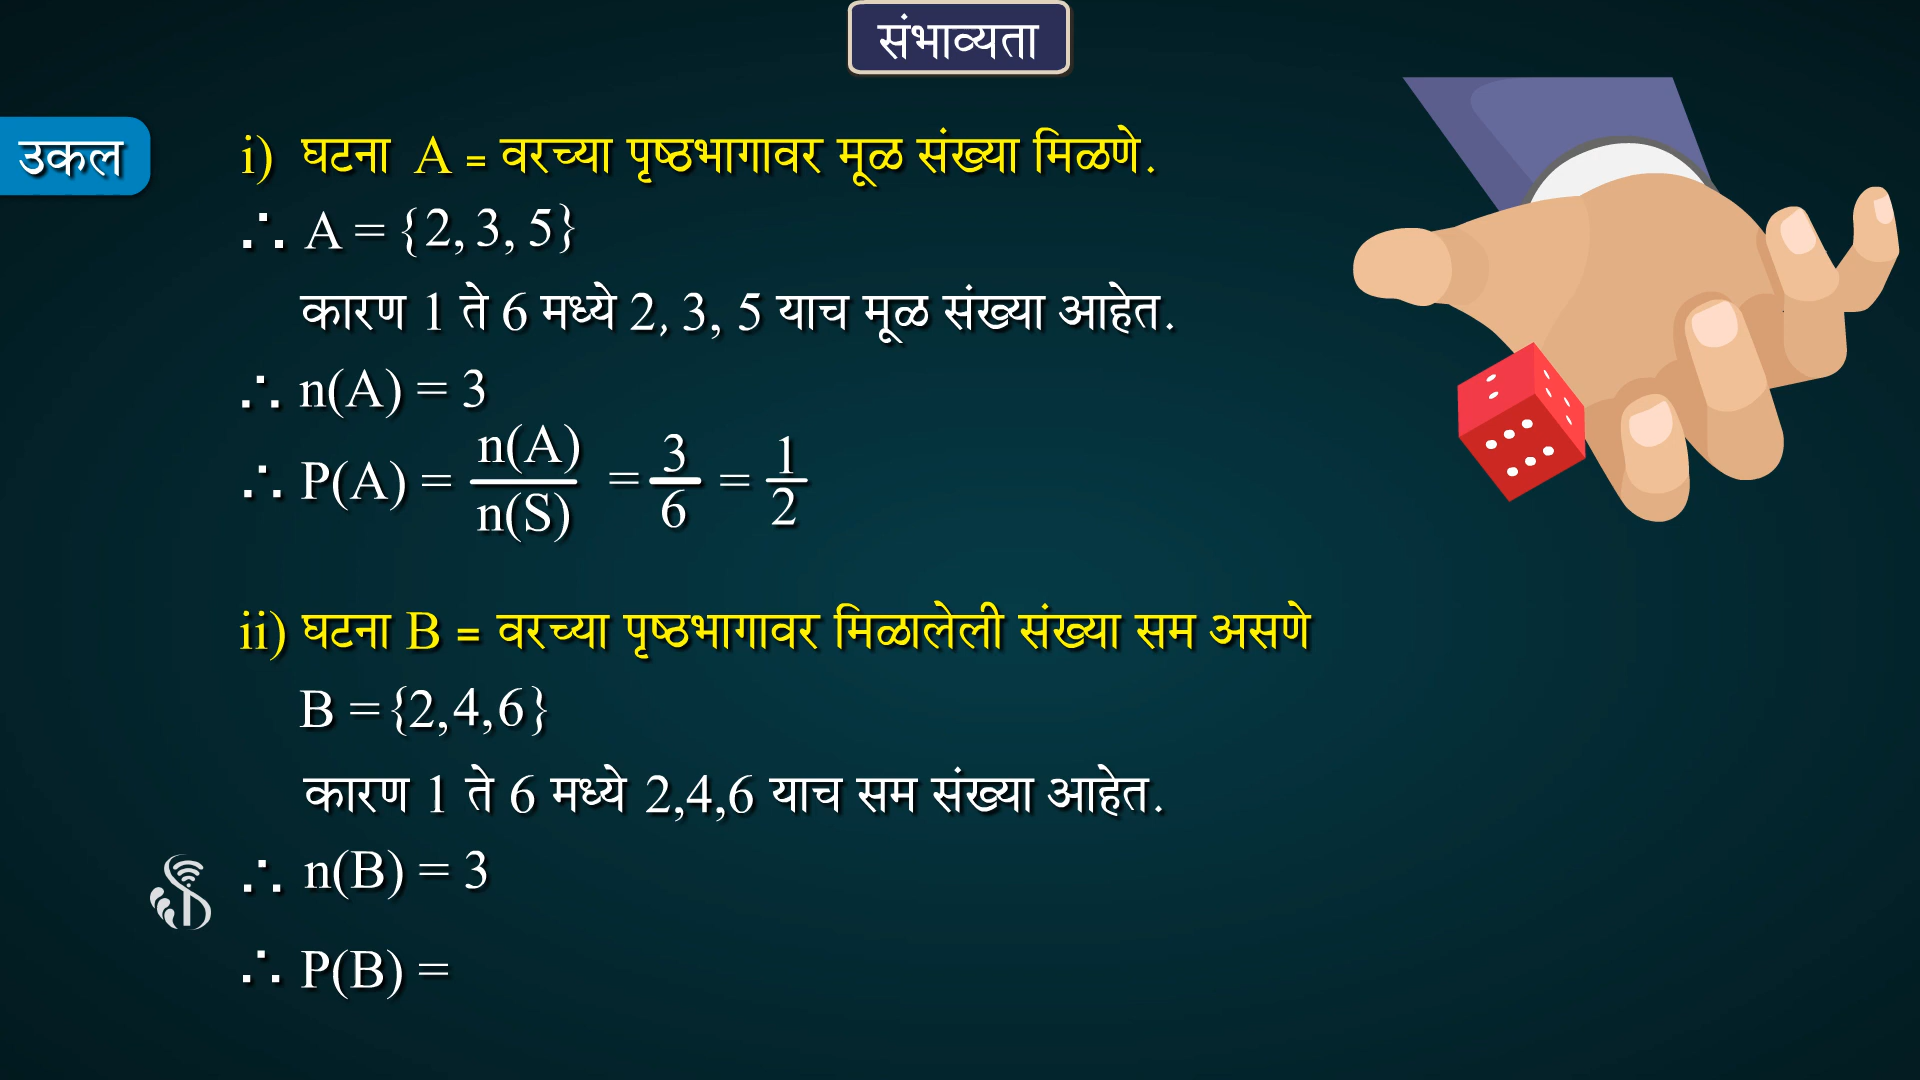 संभाव्यता
उकल
i) घटना A = वरच्या पृष्ठभागावर मूळ संख्या मिळणे.
∴ A = {2, 3, 5}
कारण 1 ते 6 मध्ये 2, 3, 5 याच मूळ संख्या आहेत.
∴ n(A) = 3
∴ P(A) = n(A)/n(S) = 3/6 = 1/2
ii) घटना B = वरच्या पृष्ठभागावर मिळालेली संख्या सम असणे
B = {2,4,6}
कारण 1 ते 6 मध्ये 2,4,6 याच सम संख्या आहेत.
∴ n(B) = 3
∴ P(B) =